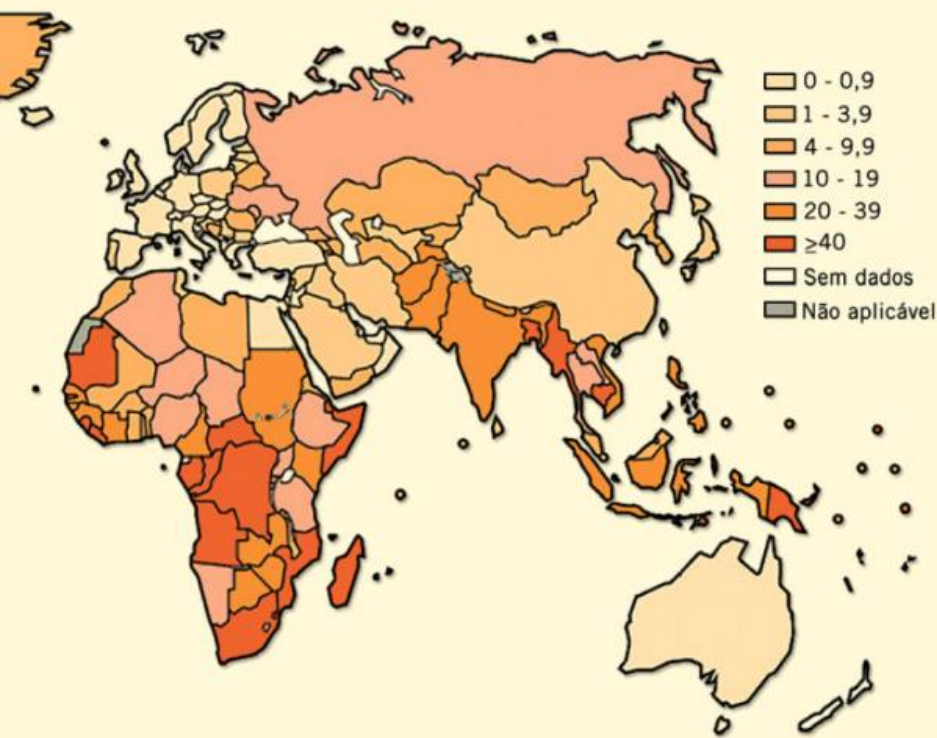 0 - 0,9
1 - 3,9
4 - 9,9
10 - 19
20 - 39
≥40
Sem dados
Não aplicável